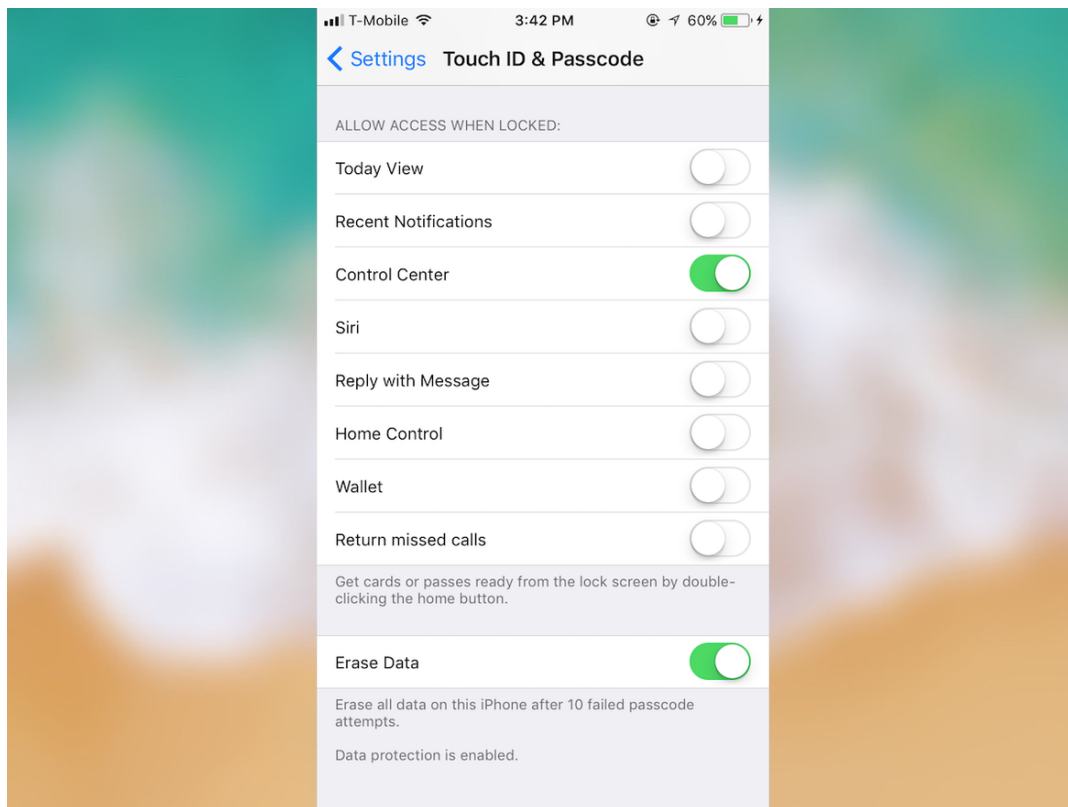 T-Mobile 3:42 PM 60%
Settings Touch ID & Passcode
ALLOW ACCESS WHEN LOCKED:
Today View
Recent Notifications
Control Center
Siri
Reply with Message
Home Control
Wallet
Return missed calls
Get cards or passes ready from the lock screen by double-
clicking the home button.
Erase Data
Erase all data on this iPhone after 10 failed passcode
attempts.
Data protection is enabled.